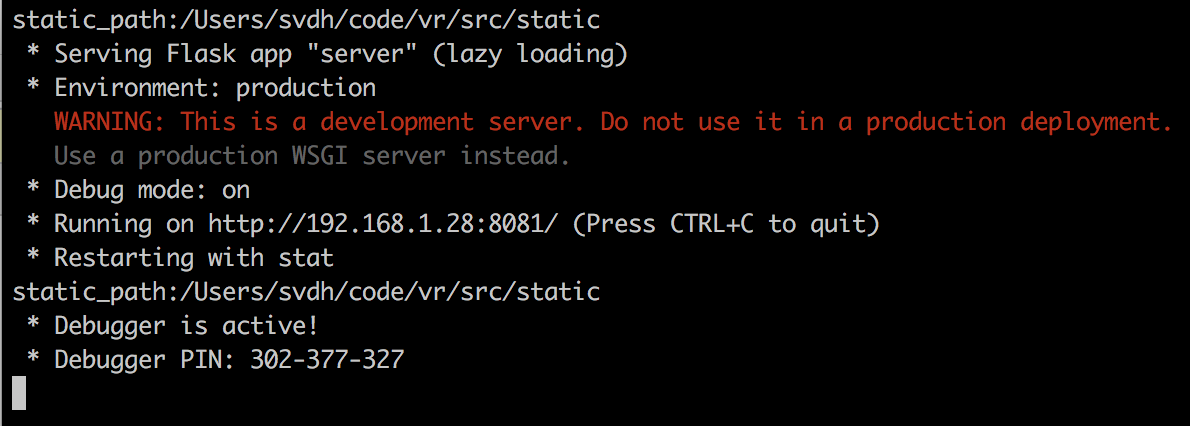 static_path:/Users/svdh/code/vr/src/static
* Serving Flask app "server" (lazy loading)
* Environment: production
WARNING: This is a development server. Do not use it in a production deployment.
Use a production WSGI server instead.
* Debug mode: on
* Running on http://192.168.1.28:8081/ (Press CTRL+C to quit)
* Restarting with stat
static_path:/Users/svdh/code/vr/src/static
* Debugger is active!
* Debugger PIN: 302-377-327